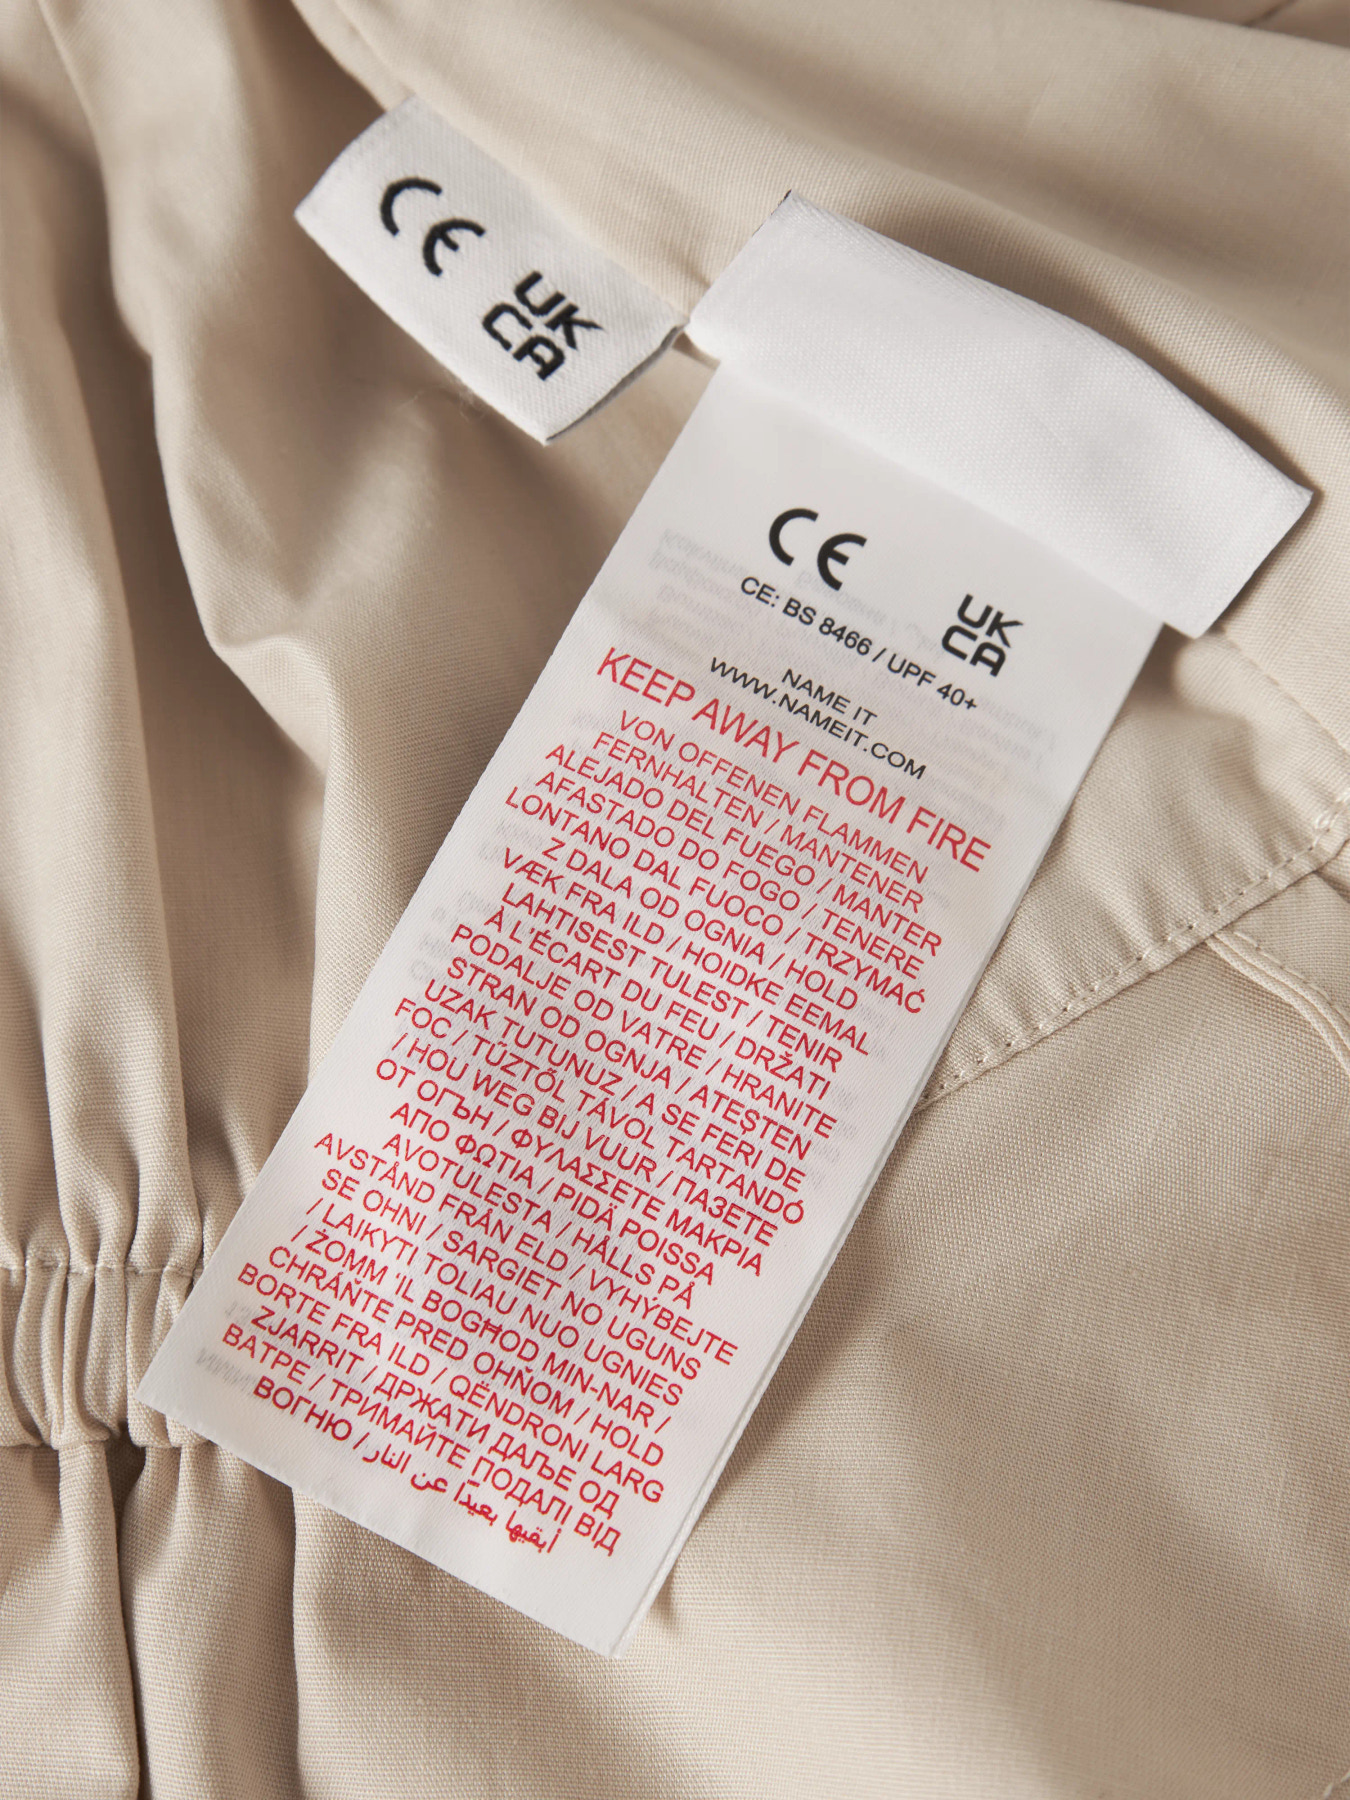 CE
UK
CA
CE
UK
CA
CE: BS 8466 / UPF 40+
NAME IT
WWW.NAMEIT.COM
KEEP AWAY FROM FIRE
VON OFFENEN FLAMMEN
FERNHALTEN / MANTENER
ALEJADO DEL FUEGO / MANTER
AFASTADO DO FOGO / TENERE
LONTANO DAL FUOCO / TRZYMAĆ
Z DALA OD OGNIA / HOLD
VÆK FRA ILD / HOIDKE EEMAL
LAHTISEST TULEST / TENIR
À L'ÉCART DU FEU / DRŽATI
PODALJE OD VATRE / HRANITE
STRAN OD OGNJA / ATEŞTEN
UZAK TUTUNUZ / A SE FERI DE
FOC / TŰZTŐL TÁVOL TARTANDÓ
/ HOU WEG BIJ VUUR / ПАЗЕТЕ
ОТ ОГЪН / ΦΥΛΑΣΣΕΤΕ ΜΑΚΡΙΑ
ΑΠΟ ΦΩΤΙΑ / PIDÄ POISSA
AVOTULESTA / HÅLLS PÅ
AVSTÅND FRÅN ELD / VYHÝBEJTE
SE OHNI / SARGIET NO UGUNS
/ LAIKYTI TOLIAU NUO UGNIES
/ ŻOMM 'IL BOGĦOD MIN-NAR /
CHRÁŇTE PRED OHŇOM / HOLD
BORTE FRA ILD / QËNDRONI LARG
ZJARRIT / ДРЖАТИ ДАЉЕ ОД
ВАТРЕ / ТРИМАЙТЕ ПОДАЛІ ВІД
ВОГНЮ / أبقيها بعيداً عن النار